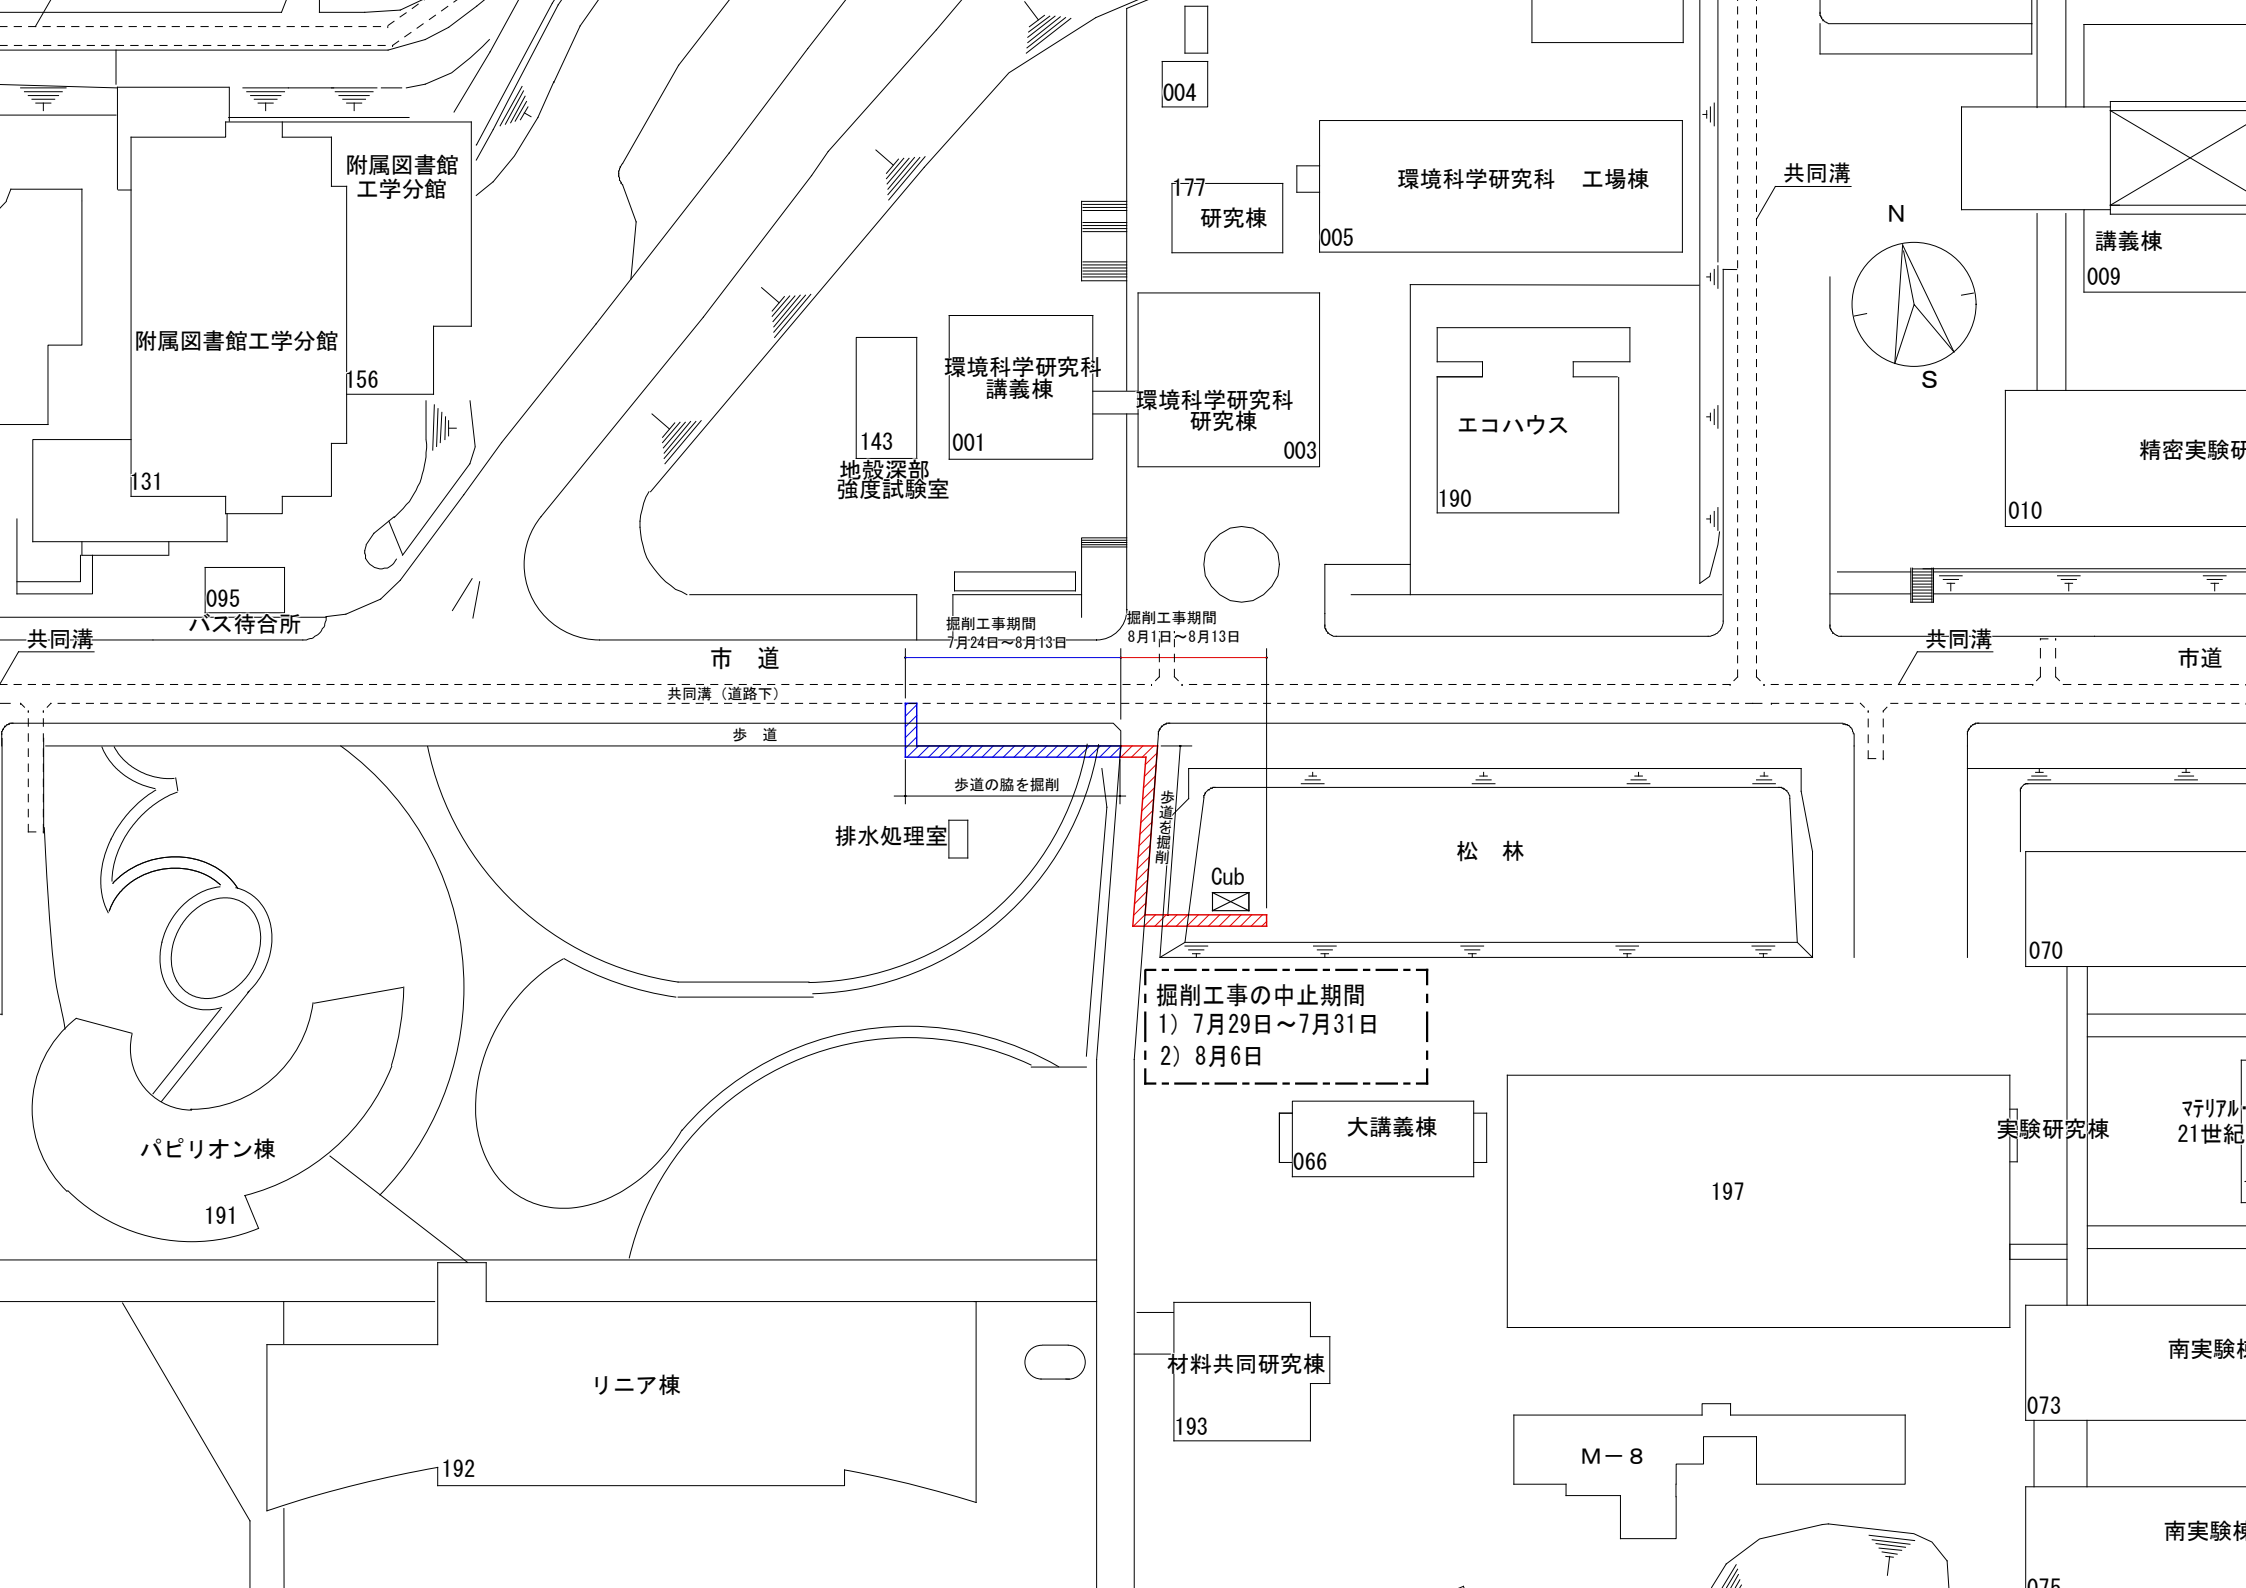 004
附属図書館
工学分館
177
研究棟
環境科学研究科　工場棟
005
共同溝
N
S
講義棟
009
附属図書館工学分館
156
131
環境科学研究科
講義棟
001
143
地殻深部
強度試験室
環境科学研究科
研究棟
003
エコハウス
190
010
095
バス待合所
共同溝
市　道
掘削工事期間
7月24日～8月13日
掘削工事期間
8月1日～8月13日
共同溝
市道
共同溝（道路下）
歩　道
歩道の脇を掘削
歩道を掘削
排水処理室
Cub
松　林
070
掘削工事の中止期間
1）7月29日～7月31日
2）8月6日
大講義棟
066
197
実験研究棟
21世紀
パピリオン棟
191
リニア棟
192
材料共同研究棟
193
M－8
精密実験研
マテリアル・
南実験棟
073
南実験棟
075